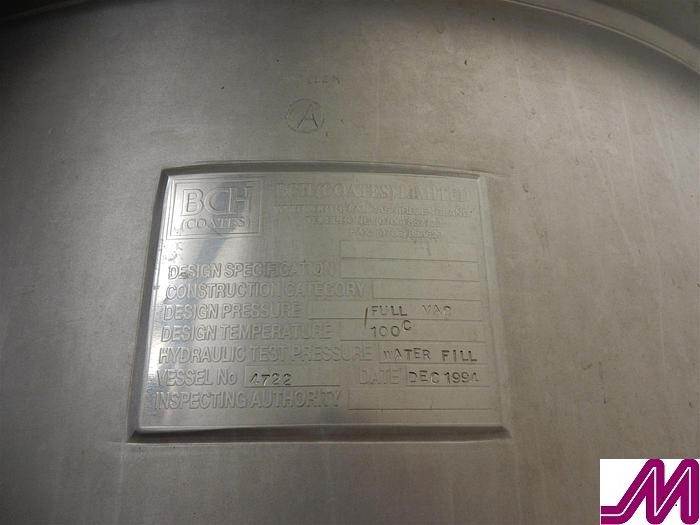 A
BCH
(COATES)
BCH (COATES) LIMITED
DESIGN SPECIFICATION
CONSTRUCTION CATEGORY
DESIGN PRESSURE / FULL VAC
DESIGN TEMPERATURE 100C
HYDRAULIC TEST PRESSURE WATER FILL
VESSEL No 4722 DATE DEC 1994
INSPECTING AUTHORITY
M